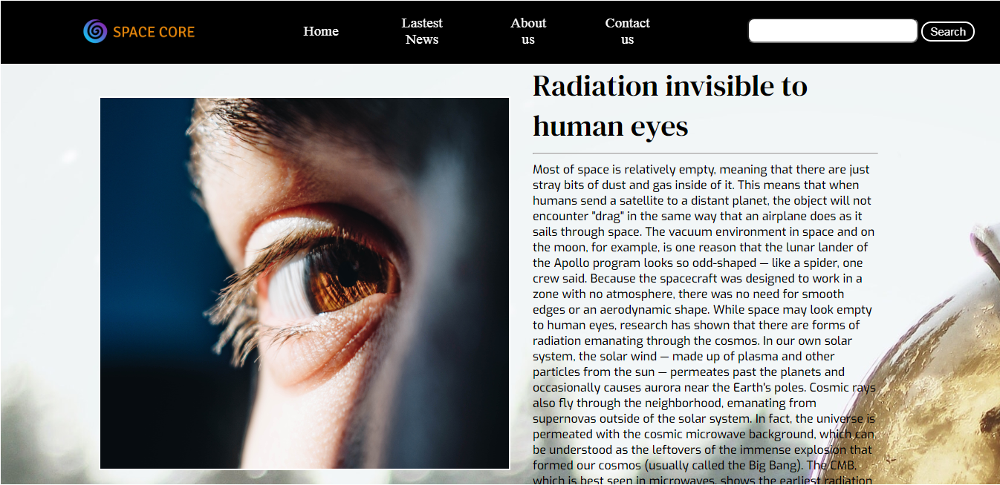 SPACE CORE
Home
Lastest
News
About
us
Contact
us
Search
Radiation invisible to
human eyes
Most of space is relatively empty, meaning that there are just
stray bits of dust and gas inside of it. This means that when
humans send a satellite to a distant planet, the object will not
encounter "drag" in the same way that an airplane does as it
sails through space. The vacuum environment in space and on
the moon, for example, is one reason that the lunar lander of
the Apollo program looks so odd-shaped — like a spider, one
crew said. Because the spacecraft was designed to work in a
zone with no atmosphere, there was no need for smooth
edges or an aerodynamic shape. While space may look empty
to human eyes, research has shown that there are forms of
radiation emanating through the cosmos. In our own solar
system, the solar wind — made up of plasma and other
particles from the sun — permeates past the planets and
occasionally causes aurora near the Earth's poles. Cosmic rays
also fly through the neighborhood, emanating from
supernovas outside of the solar system. In fact, the universe is
permeated with the cosmic microwave background, which can
be understood as the leftovers of the immense explosion that
formed our cosmos (usually called the Big Bang). The CMB,
which is best seen in microwaves, shows the earliest radiation